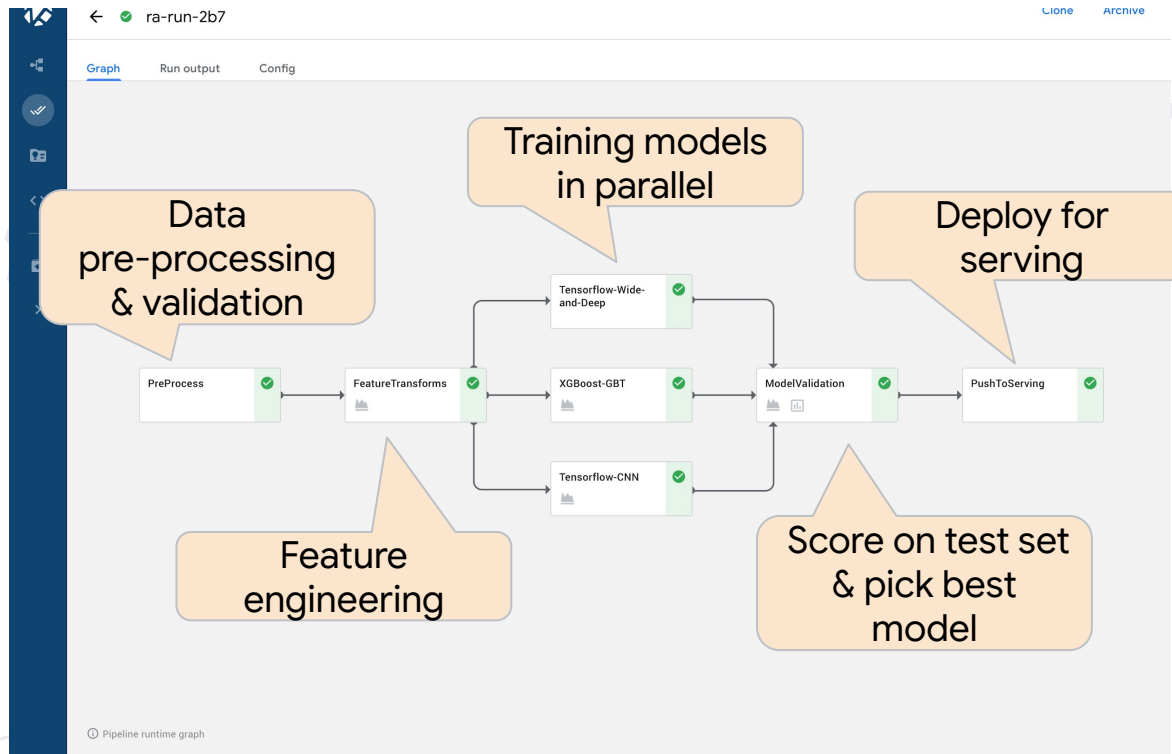 ra-run-2b7
Clone
Archive
Graph
Run output
Config
Training models
in parallel
Data
pre-processing
& validation
Deploy for
serving
Tensorflow-Wide-
and-Deep
PreProcess
FeatureTransforms
XGBoost-GBT
ModelValidation
PushToServing
Tensorflow-CNN
Feature
engineering
Score on test set
& pick best
model
Pipeline runtime graph